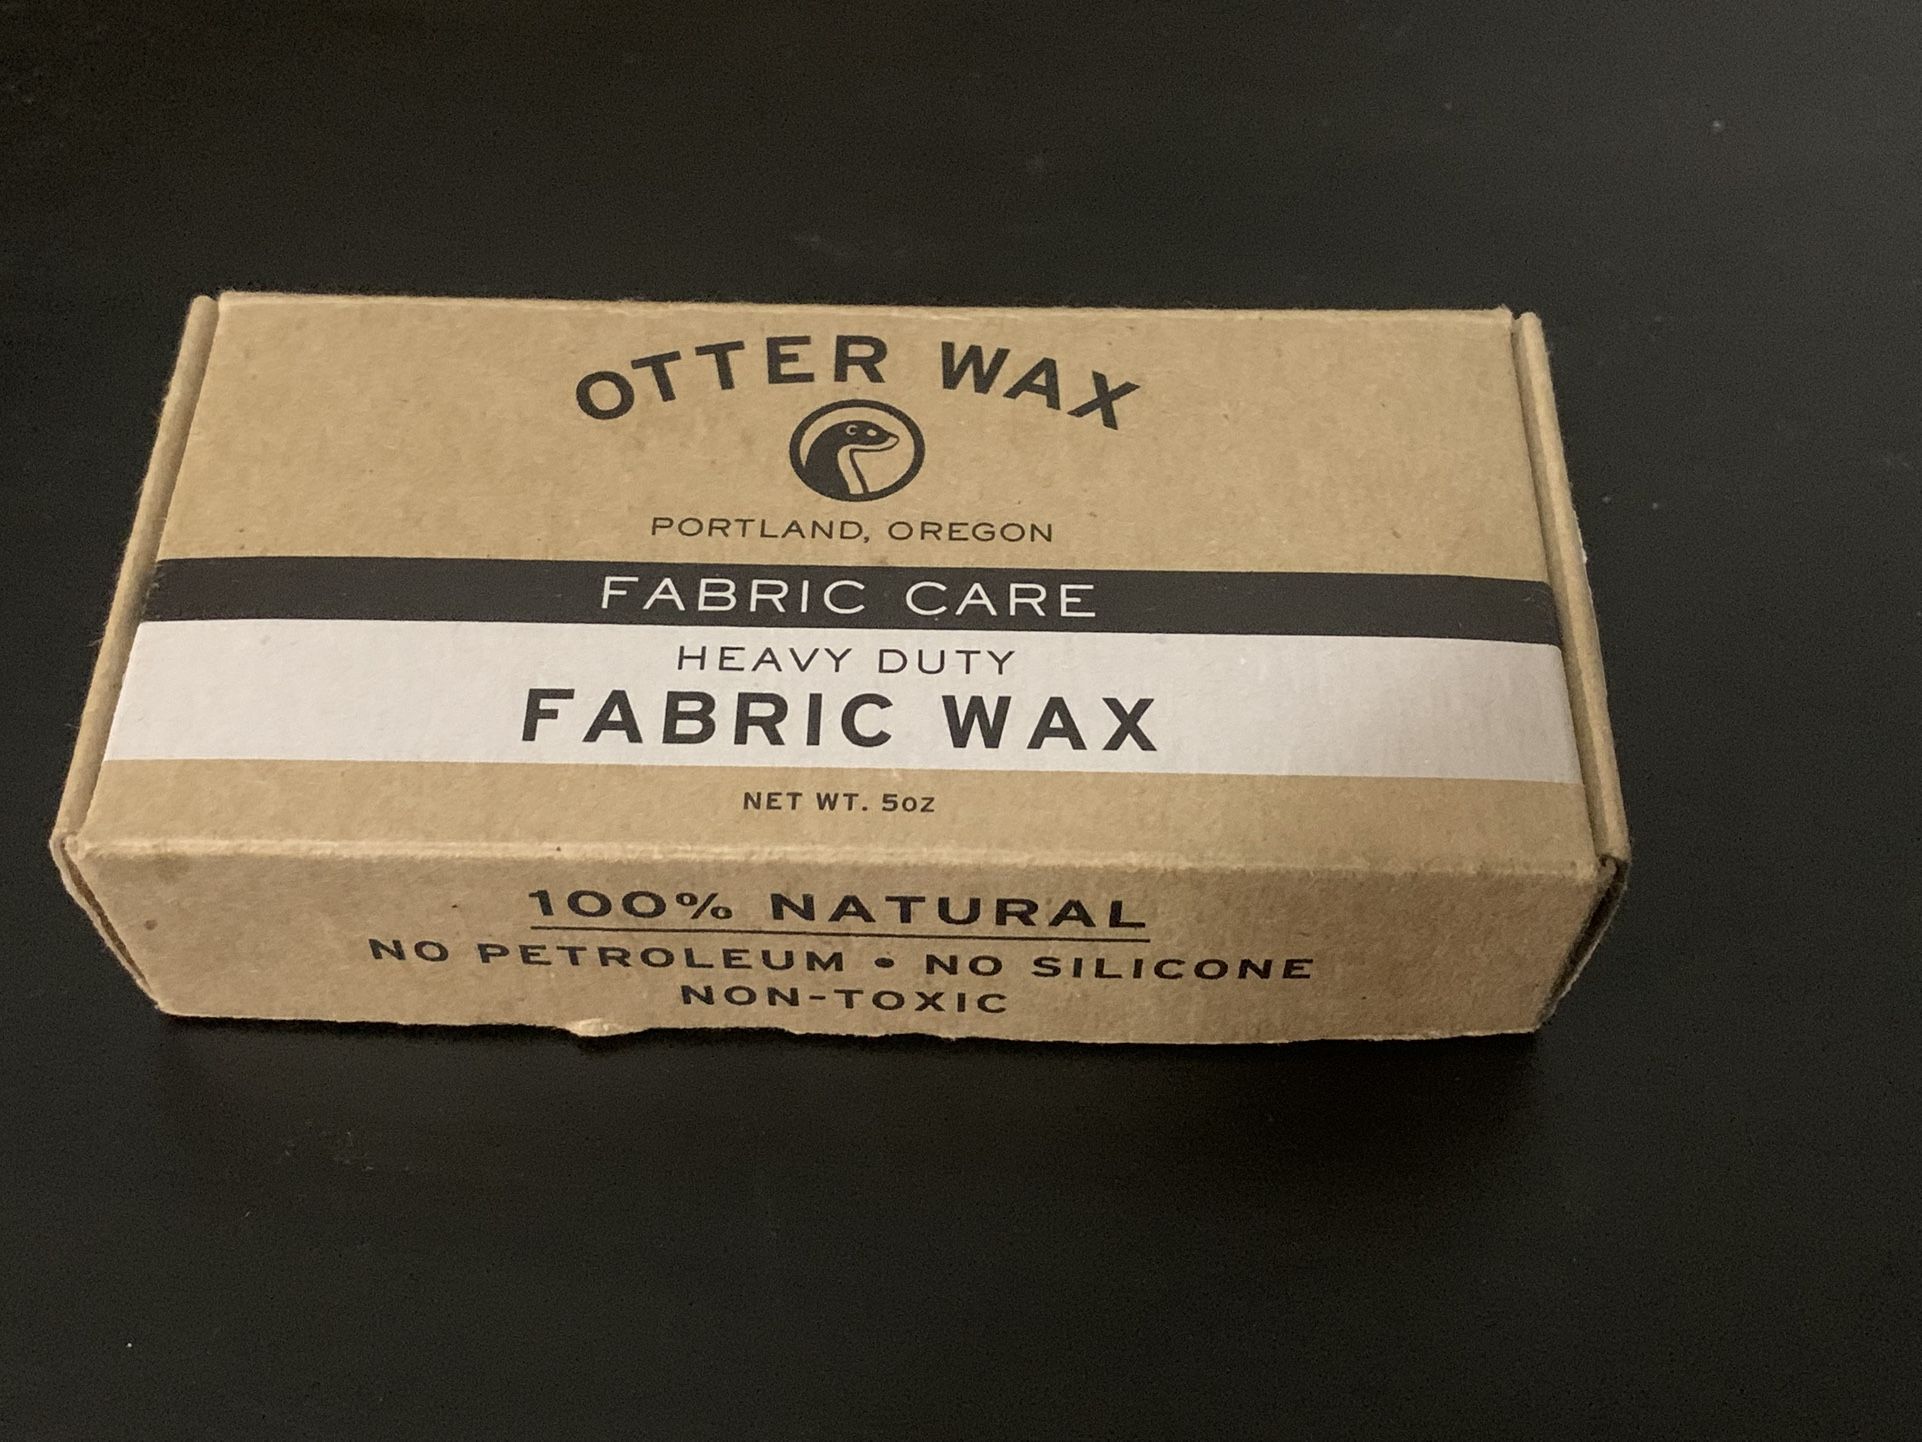 OTTER WAX
PORTLAND, OREGON
FABRIC CARE
HEAVY DUTY
FABRIC WAX
NET WT. 5OZ
100% NATURAL
NO PETROLEUM • NO SILICONE
NON-TOXIC